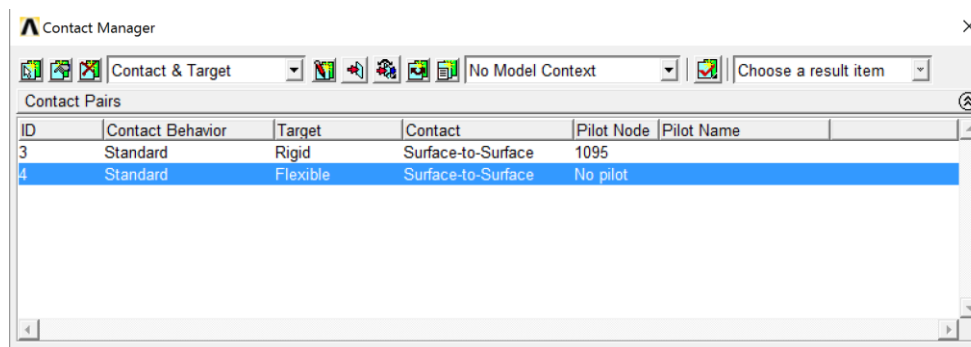 Contact Manager
Contact & Target No Model Context Choose a result item
Contact Pairs
ID Contact Behavior Target Contact Pilot Node Pilot Name
3 Standard Rigid Surface-to-Surface 1095
4 Standard Flexible Surface-to-Surface No pilot